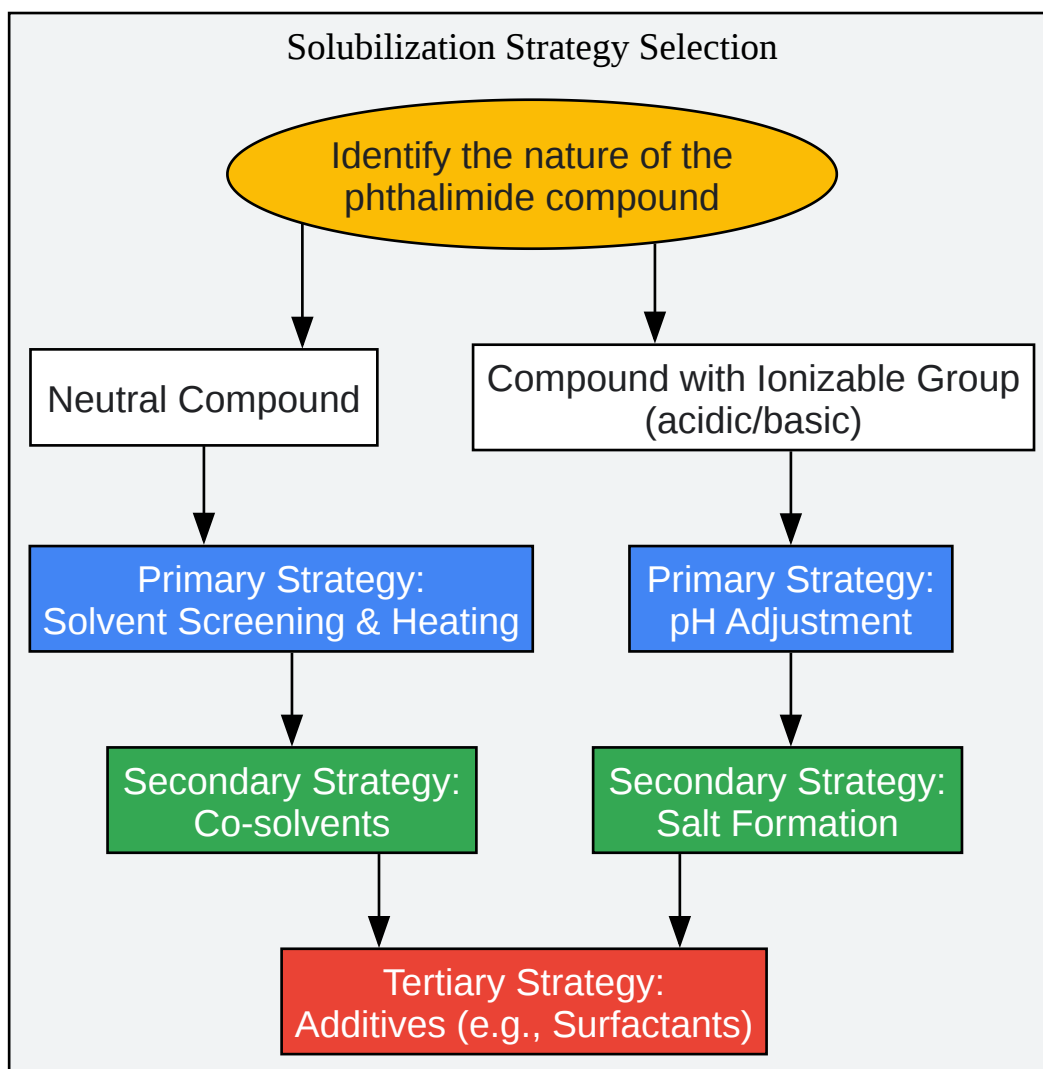 Solubilization Strategy Selection
Identify the nature of the
phthalimide compound
Neutral Compound
Compound with Ionizable Group
(acidic/basic)
Primary Strategy:
Solvent Screening & Heating
Primary Strategy:
pH Adjustment
Secondary Strategy:
Co-solvents
Secondary Strategy:
Salt Formation
Tertiary Strategy:
Additives (e.g., Surfactants)